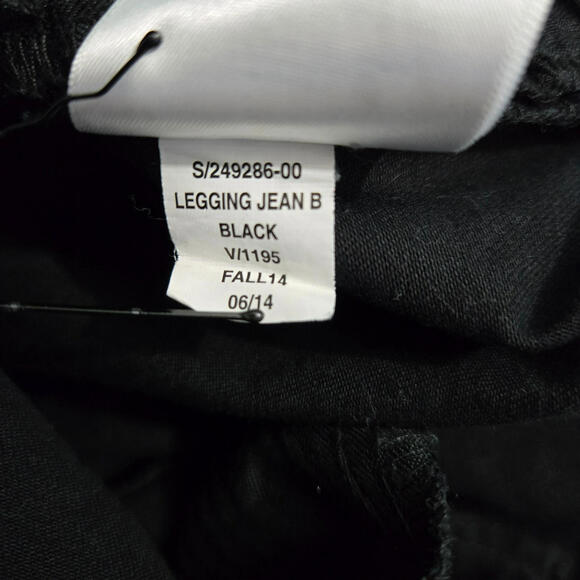 S/249286-00
LEGGING JEAN B
BLACK
V/1195
FALL14
06/14